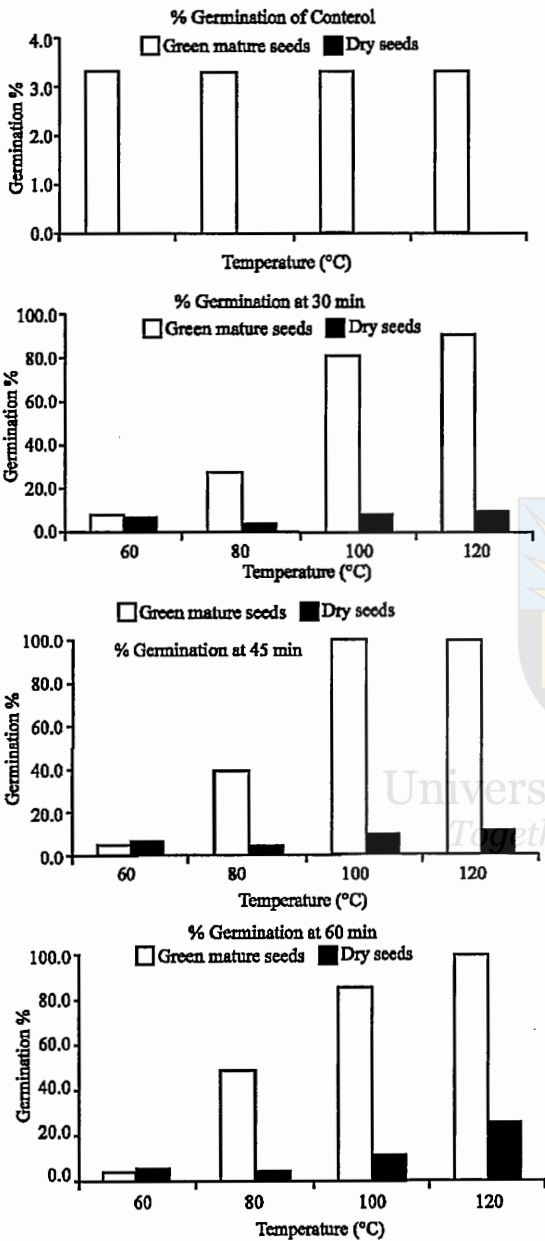 % Germination of Conterol
Green mature seeds Dry seeds
Germination %
4.0
3.0
2.0
1.0
0.0
Temperature (°C)
% Germination at 30 min
Green mature seeds Dry seeds
Germination %
100.0
80.0
60.0
40.0
20.0
0.0
60 80 100 120
Temperature (°C)
Green mature seeds Dry seeds
% Germination at 45 min
Germination %
100.0
80.0
60.0
40.0
20.0
0.0
60 80 100 120
Temperature (°C)
Univers
Togeth
% Germination at 60 min
Green mature seeds Dry seeds
Germination %
100.0
80.0
60.0
40.0
20.0
0.0
60 80 100 120
Temperature (°C)